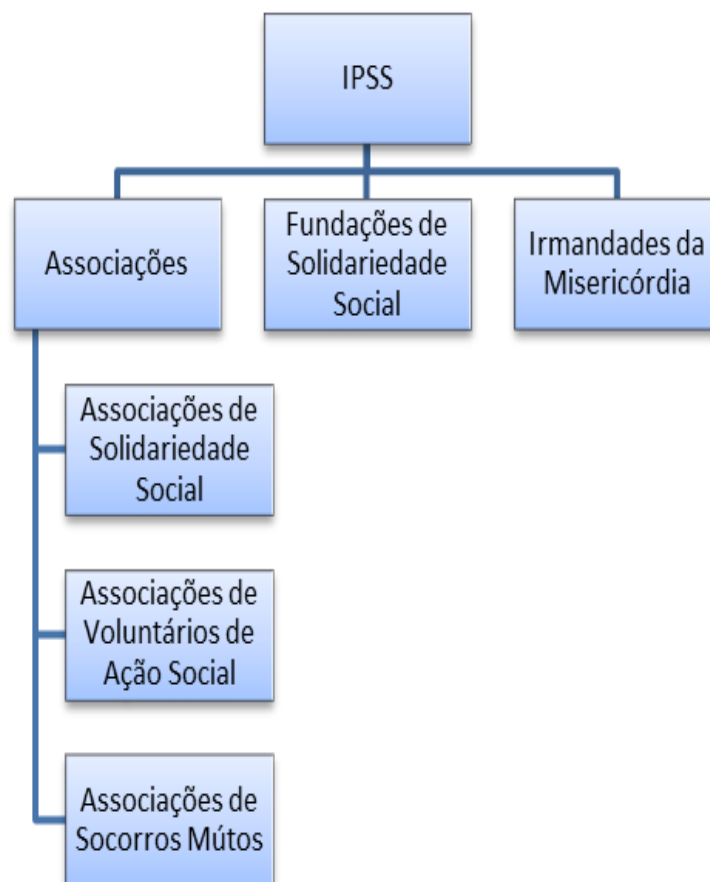 IPSS
Associações
Fundações de
Solidariedade
Social
Irmandades da
Misericórdia
Associações de
Solidariedade
Social
Associações de
Voluntários de
Ação Social
Associações de
Socorros Mútos